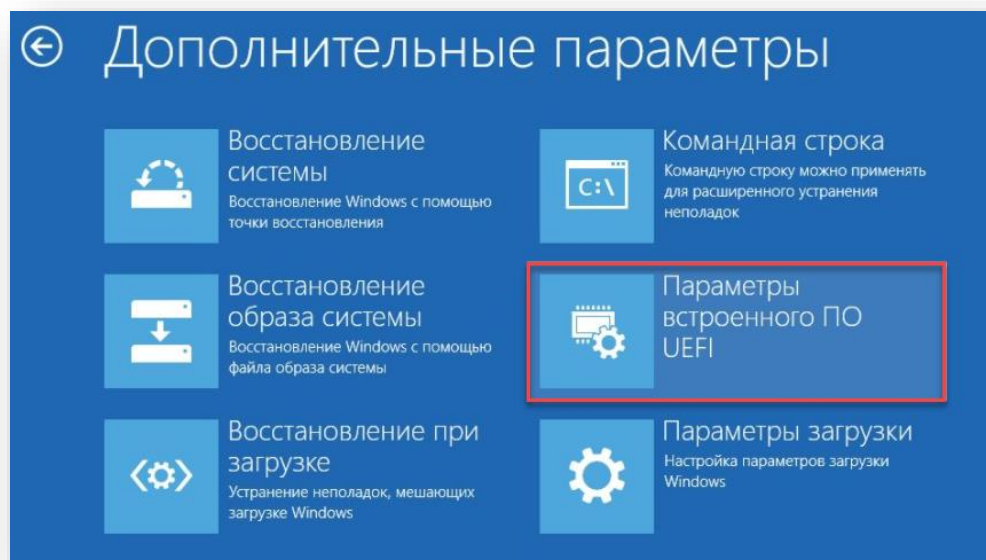 Дополнительные параметры
Восстановление
системы
Восстановление Windows с помощью
точки восстановления
Командная строка
Командную строку можно применять
для расширенного устранения
неполадок
C:\
Восстановление
образа системы
Восстановление Windows с помощью
файла образа системы
Параметры
встроенного ПО
UEFI
Восстановление при
загрузке
Устранение неполадок, мешающих
загрузке Windows
Параметры загрузки
Настройка параметров загрузки
Windows